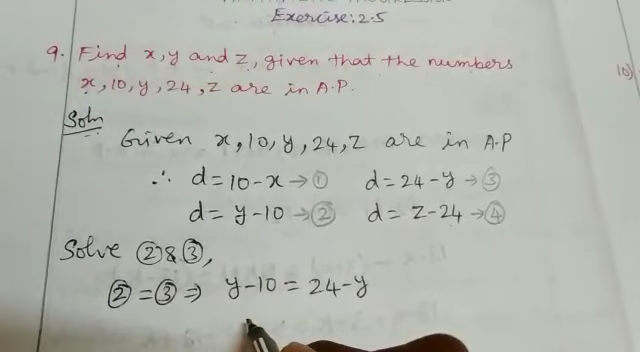 Exercise: 2.5
9. Find x, y and z, given that the numbers
x, 10, y, 24, z are in A.P.
10)
Soln
Given x, 10, y, 24, z are in A.P
∴ d = 10 - x → ① d = 24 - y → ③
d = y - 10 → ② d = z - 24 → ④
Solve ② & ③,
② = ③ ⇒ y - 10 = 24 - y